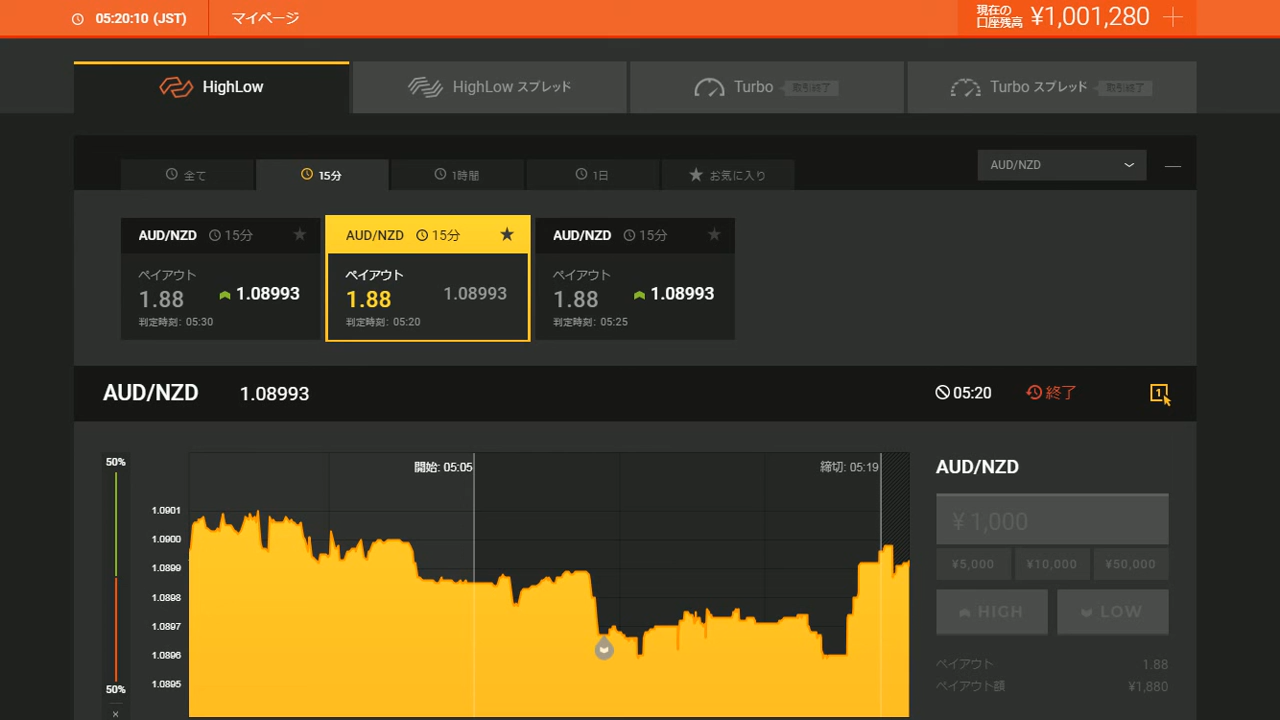 05:20:10 (JST)
マイページ
現在の
口座残高
¥1,001,280
HighLow
HighLow スプレッド
Turbo 取引終了
Turbo スプレッド 取引終了
全て
15分
1時間
1日
お気に入り
AUD/NZD
AUD/NZD 15分
ペイアウト
1.88
1.08993
判定時刻: 05:30
AUD/NZD 15分
ペイアウト
1.88
1.08993
判定時刻: 05:20
AUD/NZD 15分
ペイアウト
1.88
1.08993
判定時刻: 05:25
AUD/NZD
1.08993
05:20
終了
1
50%
開始: 05:05
締切: 05:19
1.0901
1.0900
1.0899
1.0898
1.0897
1.0896
1.0895
50%
AUD/NZD
¥ 1,000
¥5,000
¥10,000
¥50,000
HIGH
LOW
ペイアウト 1.88
ペイアウト額 ¥1,880